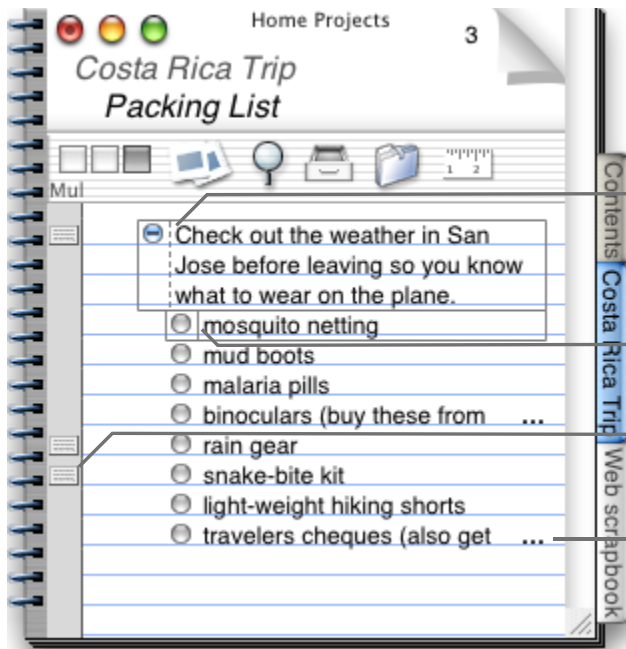 Home Projects
3
Costa Rica Trip
Packing List
1 2
Mul
Check out the weather in San
Jose before leaving so you know
what to wear on the plane.
mosquito netting
mud boots
malaria pills
binoculars (buy these from ...
rain gear
snake-bite kit
light-weight hiking shorts
travelers cheques (also get ...
Contents
Costa Rica Trip
Web scrapbook